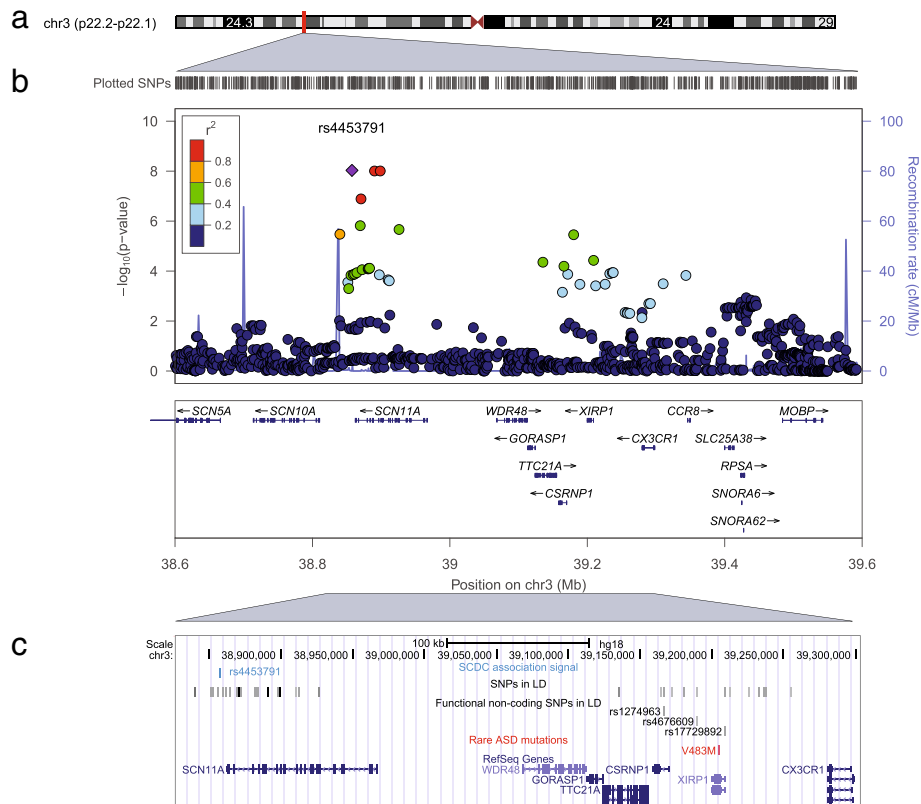 a
chr3 (p22.2-p22.1)
24.3
24
29
b
Plotted SNPs
rs4453791
r2
0.8
0.6
0.4
0.2
10
8
6
4
2
0
−log10(p−value)
100
80
60
40
20
0
Recombination rate (cM/Mb)
←SCN5A
←SCN10A
←SCN11A
WDR48→
←XIRP1
CCR8→
MOBP→
←GORASP1
←CX3CR1
SLC25A38→
TTC21A→
RPSA→
←CSRNP1
SNORA6→
SNORA62→
38.6
38.8
39
39.2
39.4
39.6
Position on chr3 (Mb)
c
Scale
100 kb
hg18
chr3:
38,900,000
38,950,000
39,000,000
39,050,000
39,100,000
39,150,000
39,200,000
39,250,000
39,300,000
SCDC association signal
rs4453791
SNPs in LD
Functional non-coding SNPs in LD
rs1274963
rs4676609
rs17729892
Rare ASD mutations
V483M
RefSeq Genes
SCN11A
WDR48
CSRNP1
CX3CR1
GORASP1
XIRP1
TTC21A